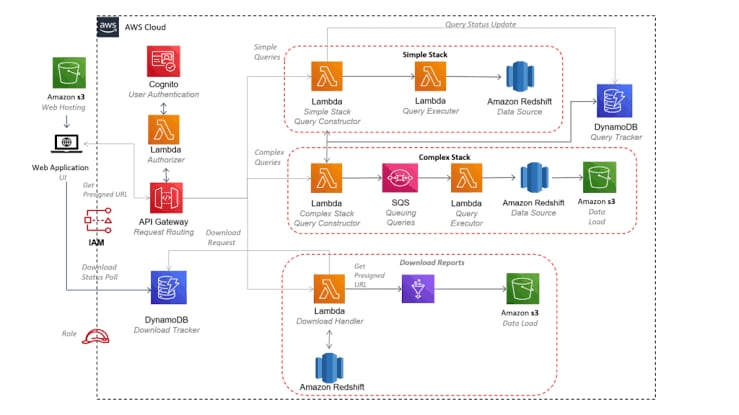 aws
AWS Cloud
Query Status Update
Simple
Queries
Simple Stack
Cognito
User Authentication
Amazon s3
Web Hosting
Lambda
Simple Stack
Query Constructor
Lambda
Query Executor
Amazon Redshift
Data Source
DynamoDB
Query Tracker
Lambda
Authorizer
Web Application
UI
Complex
Queries
Complex Stack
Get
Presigned URL
API Gateway
Request Routing
Lambda
Complex Stack
Query Constructor
SQS
Queuing
Queries
Lambda
Query
Executor
Amazon Redshift
Data Source
Amazon s3
Data
Load
IAM
Download
Request
Download
Status Poll
Get
Presigned
URL
Download Reports
DynamoDB
Download Tracker
Lambda
Download Handler
Amazon s3
Data Load
Role
Amazon Redshift